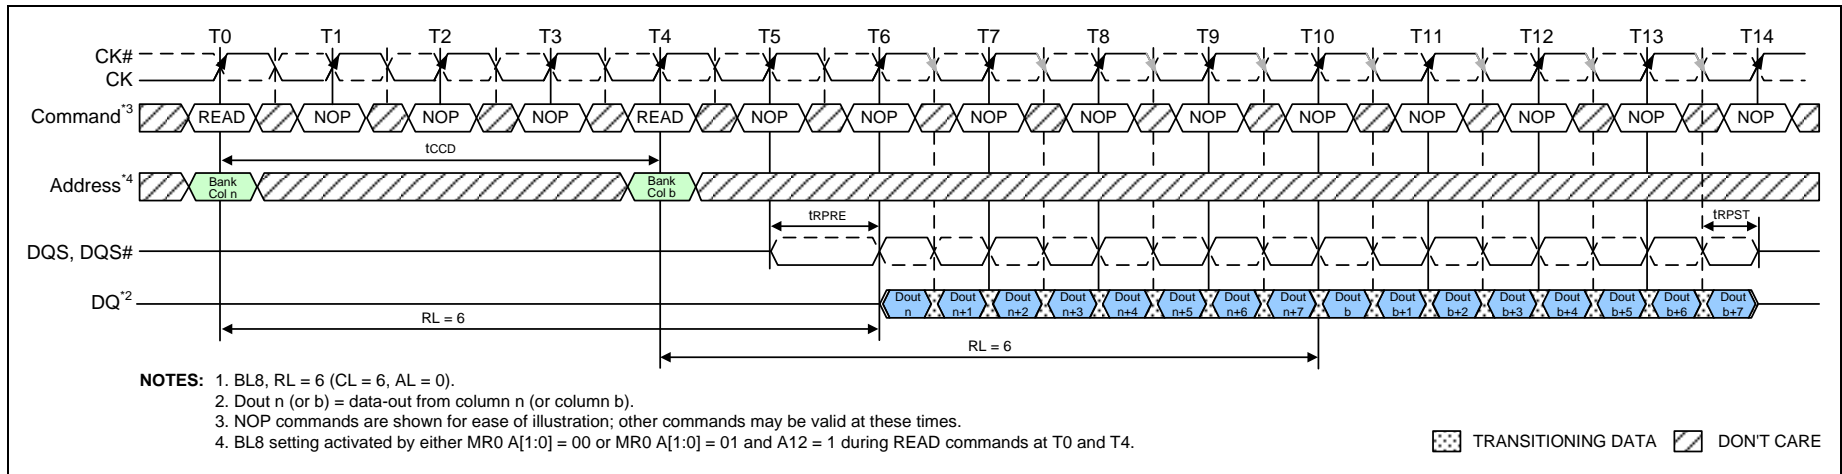 T0 T1 T2 T3 T4 T5 T6 T7 T8 T9 T10 T11 T12 T13 T14
CK#
CK
Command*3 READ NOP NOP NOP READ NOP NOP NOP NOP NOP NOP NOP NOP NOP NOP
tCCD
Address*4 Bank Col n Bank Col b
tRPRE tRPST
DQS, DQS#
DQ*2 Dout n Dout n+1 Dout n+2 Dout n+3 Dout n+4 Dout n+5 Dout n+6 Dout n+7 Dout b Dout b+1 Dout b+2 Dout b+3 Dout b+4 Dout b+5 Dout b+6 Dout b+7
RL = 6
RL = 6
NOTES: 1. BL8, RL = 6 (CL = 6, AL = 0).
2. Dout n (or b) = data-out from column n (or column b).
3. NOP commands are shown for ease of illustration; other commands may be valid at these times.
4. BL8 setting activated by either MR0 A[1:0] = 00 or MR0 A[1:0] = 01 and A12 = 1 during READ commands at T0 and T4.
TRANSITIONING DATA DON'T CARE